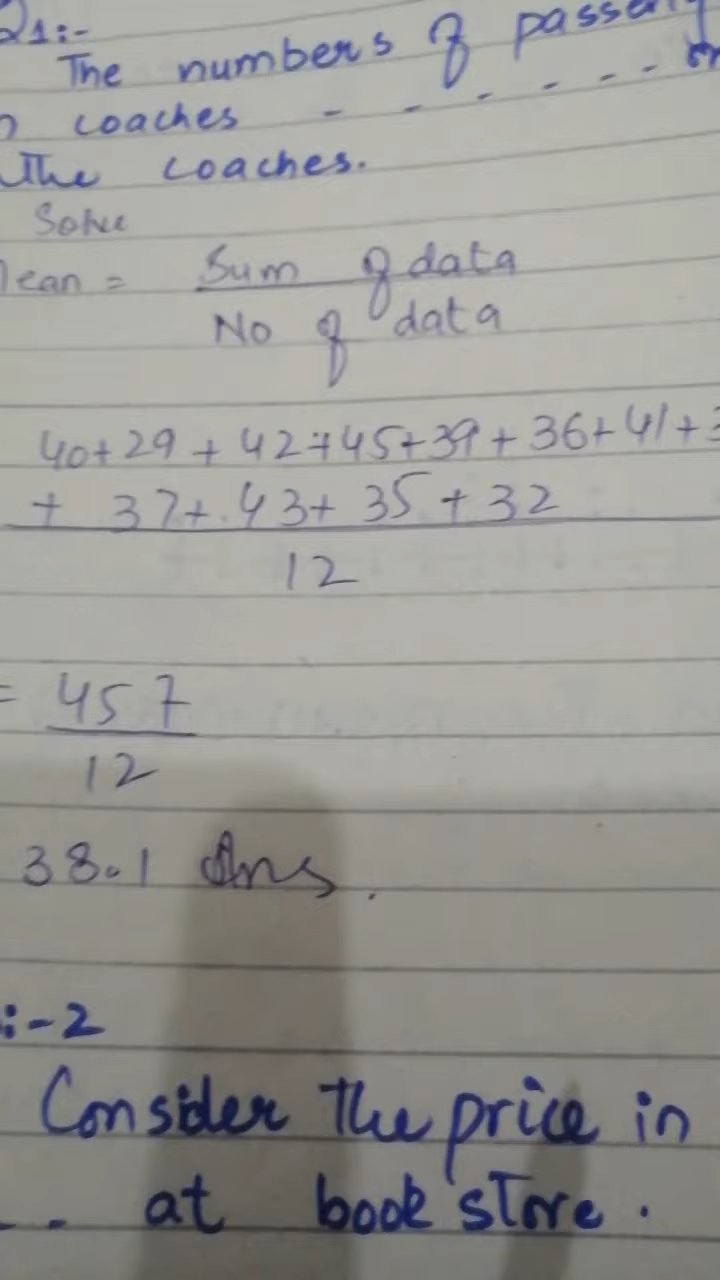 Q1:-
The numbers of passen
coaches - - - - - -
The coaches.
Solve
Mean = Sum of data
No of data
40+29 + 42+45+39 + 36+41+3
+ 37+ 43+ 35 + 32
12
= 457
12
38.1 Ans.
:-2
Consider the price in
- - at book store.